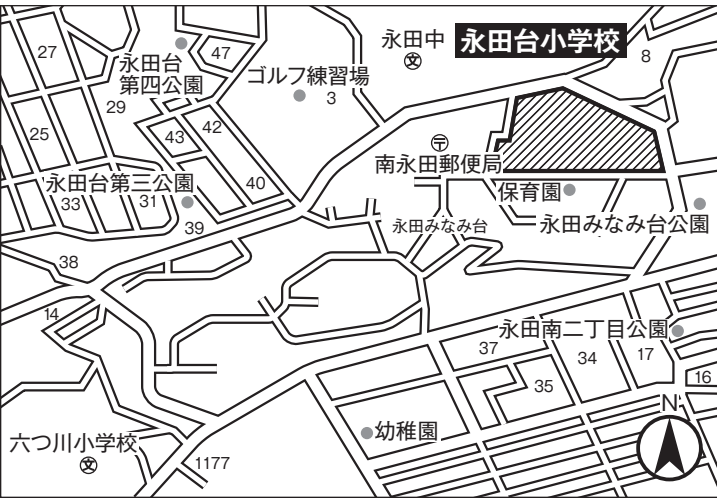 永田中
永田台小学校
27
永田台
第四公園
47
8
29
ゴルフ練習場
3
25
43
42
〒
南永田郵便局
永田台第三公園
40
保育園
33
31
39
永田みなみ台
永田みなみ台公園
38
14
永田南二丁目公園
37
34
17
35
16
N
幼稚園
六つ川小学校
文
文
1177